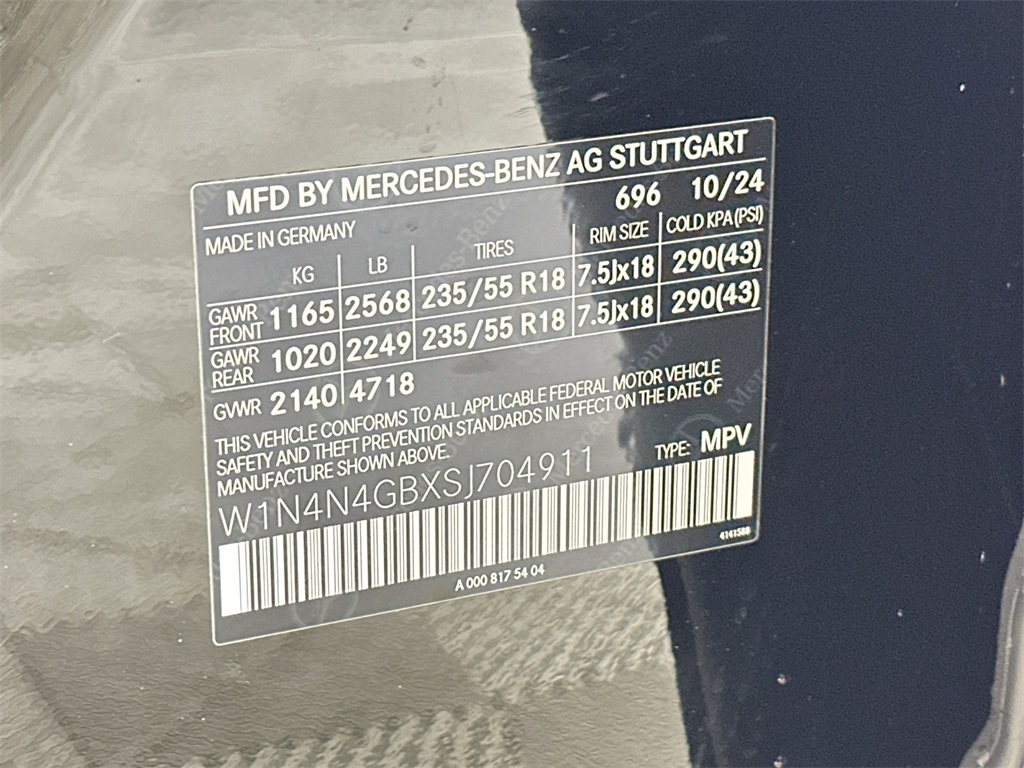 MFD BY MERCEDES-BENZ AG STUTTGART
696 10/24
MADE IN GERMANY
KG LB TIRES RIM SIZE COLD KPA (PSI)
GAWR FRONT 1165 2568 235/55 R18 7.5Jx18 290(43)
GAWR REAR 1020 2249 235/55 R18 7.5Jx18 290(43)
GVWR 2140 4718
THIS VEHICLE CONFORMS TO ALL APPLICABLE FEDERAL MOTOR VEHICLE
SAFETY AND THEFT PREVENTION STANDARDS IN EFFECT ON THE DATE OF
MANUFACTURE SHOWN ABOVE.
TYPE: MPV
W1N4N4GBXSJ704911
A 000 817 54 04
4141580